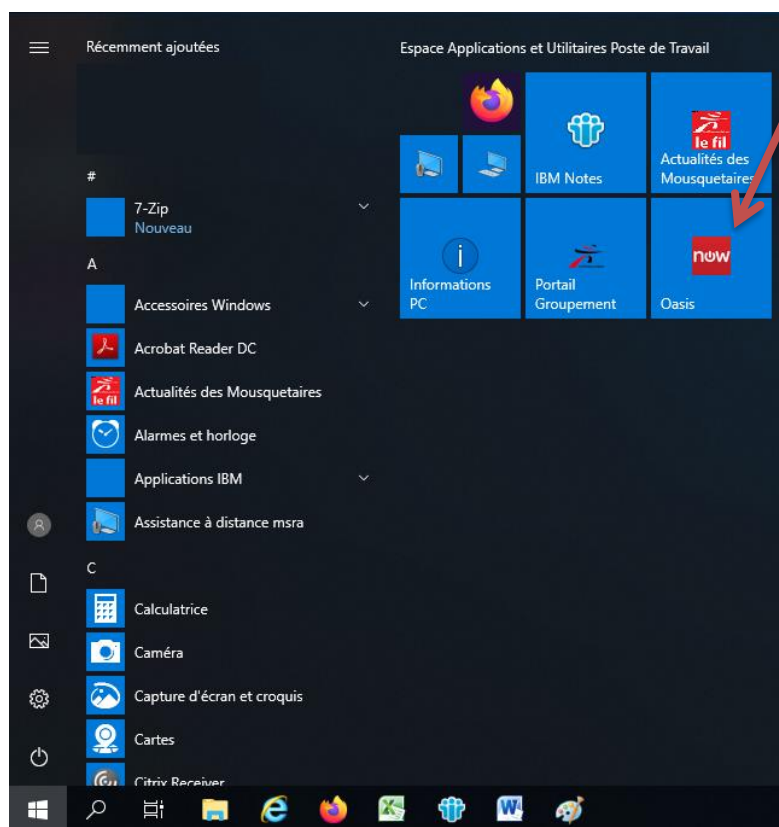 Récemment ajoutées
Espace Applications et Utilitaires Poste de Travail
#
7-Zip
Nouveau
A
Accessoires Windows
Acrobat Reader DC
le fil
Actualités des Mousquetaires
Alarmes et horloge
Applications IBM
Assistance à distance msra
C
Calculatrice
Caméra
Capture d'écran et croquis
Cartes
Citrix Receiver
IBM Notes
le fil
Actualités des
Mousquetaires
Informations
PC
Portail
Groupement
now
Oasis